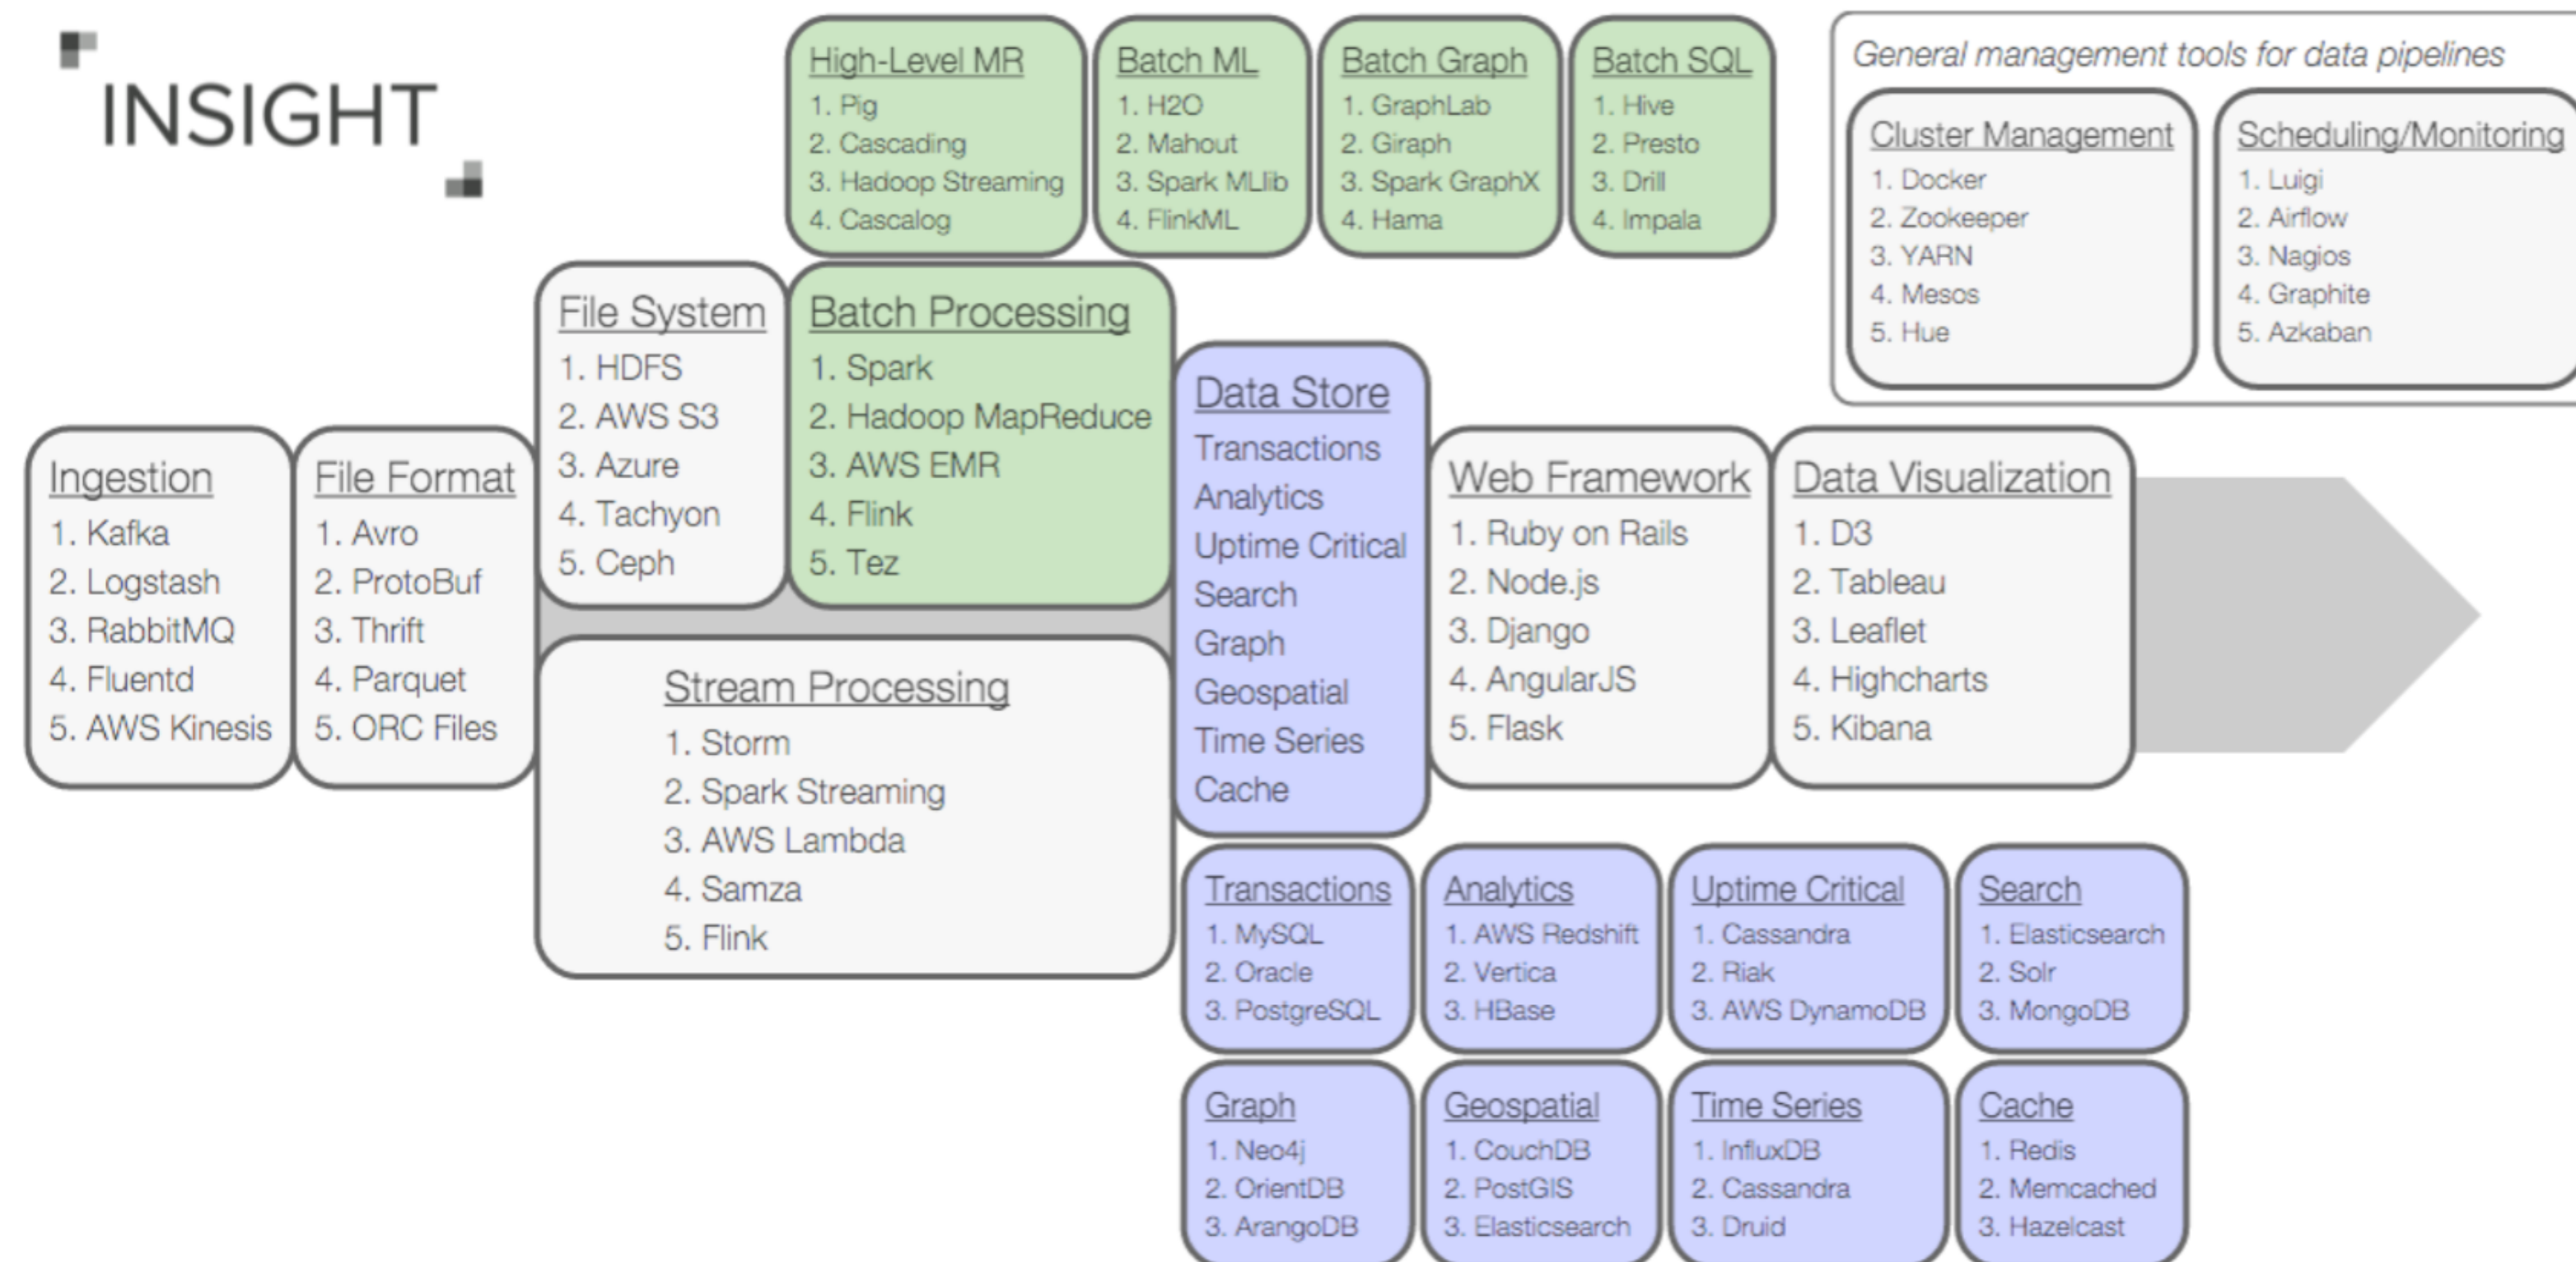 INSIGHT
High-Level MR
1. Pig
2. Cascading
3. Hadoop Streaming
4. Cascalog
Batch ML
1. H2O
2. Mahout
3. Spark MLlib
4. FlinkML
Batch Graph
1. GraphLab
2. Giraph
3. Spark GraphX
4. Hama
Batch SQL
1. Hive
2. Presto
3. Drill
4. Impala
General management tools for data pipelines
Cluster Management
1. Docker
2. Zookeeper
3. YARN
4. Mesos
5. Hue
Scheduling/Monitoring
1. Luigi
2. Airflow
3. Nagios
4. Graphite
5. Azkaban
Ingestion
1. Kafka
2. Logstash
3. RabbitMQ
4. Fluentd
5. AWS Kinesis
File Format
1. Avro
2. ProtoBuf
3. Thrift
4. Parquet
5. ORC Files
File System
1. HDFS
2. AWS S3
3. Azure
4. Tachyon
5. Ceph
Batch Processing
1. Spark
2. Hadoop MapReduce
3. AWS EMR
4. Flink
5. Tez
Stream Processing
1. Storm
2. Spark Streaming
3. AWS Lambda
4. Samza
5. Flink
Data Store
Transactions
Analytics
Uptime Critical
Search
Graph
Geospatial
Time Series
Cache
Web Framework
1. Ruby on Rails
2. Node.js
3. Django
4. AngularJS
5. Flask
Data Visualization
1. D3
2. Tableau
3. Leaflet
4. Highcharts
5. Kibana
Transactions
1. MySQL
2. Oracle
3. PostgreSQL
Analytics
1. AWS Redshift
2. Vertica
3. HBase
Uptime Critical
1. Cassandra
2. Riak
3. AWS DynamoDB
Search
1. Elasticsearch
2. Solr
3. MongoDB
Graph
1. Neo4j
2. OrientDB
3. ArangoDB
Geospatial
1. CouchDB
2. PostGIS
3. Elasticsearch
Time Series
1. InfluxDB
2. Cassandra
3. Druid
Cache
1. Redis
2. Memcached
3. Hazelcast